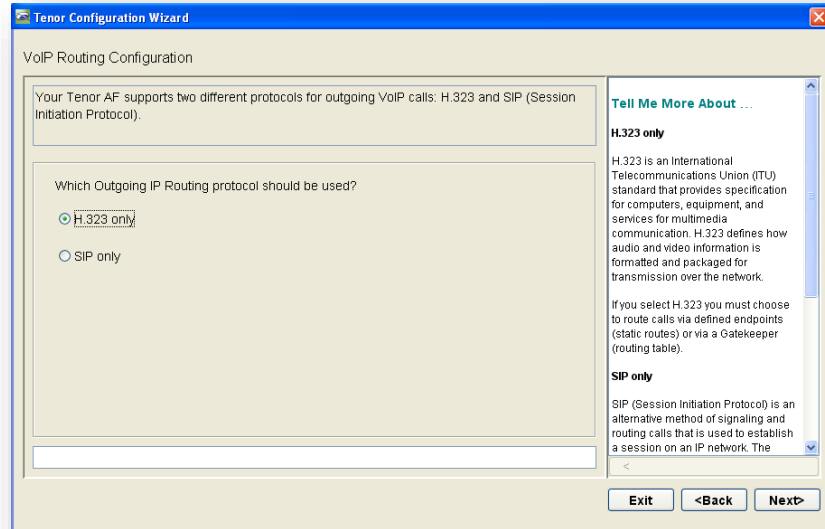 Tenor Configuration Wizard
VoIP Routing Configuration
Your Tenor AF supports two different protocols for outgoing VoIP calls: H.323 and SIP (Session
Initiation Protocol).
Which Outgoing IP Routing protocol should be used?
H.323 only
SIP only
Tell Me More About ...
H.323 only
H.323 is an International
Telecommunications Union (ITU)
standard that provides specification
for computers, equipment, and
services for multimedia
communication. H.323 defines how
audio and video information is
formatted and packaged for
transmission over the network.
If you select H.323 you must choose
to route calls via defined endpoints
(static routes) or via a Gatekeeper
(routing table).
SIP only
SIP (Session Initiation Protocol) is an
alternative method of signaling and
routing calls that is used to establish
a session on an IP network. The
Exit
<Back
Next>